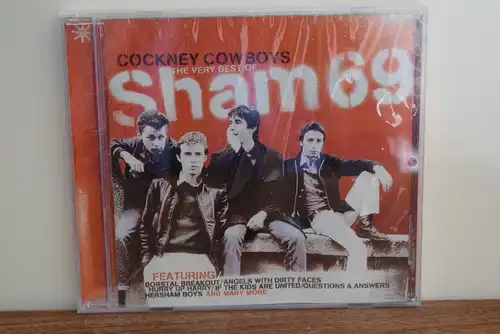 COCKNEY COWBOYS
THE VERY BEST OF...
Sham 69
FEATURING
BORSTAL BREAKOUT/ANGELS WITH DIRTY FACES
HURRY UP HARRY/IF THE KIDS ARE UNITED/QUESTIONS & ANSWERS
HERSHAM BOYS AND MANY MORE